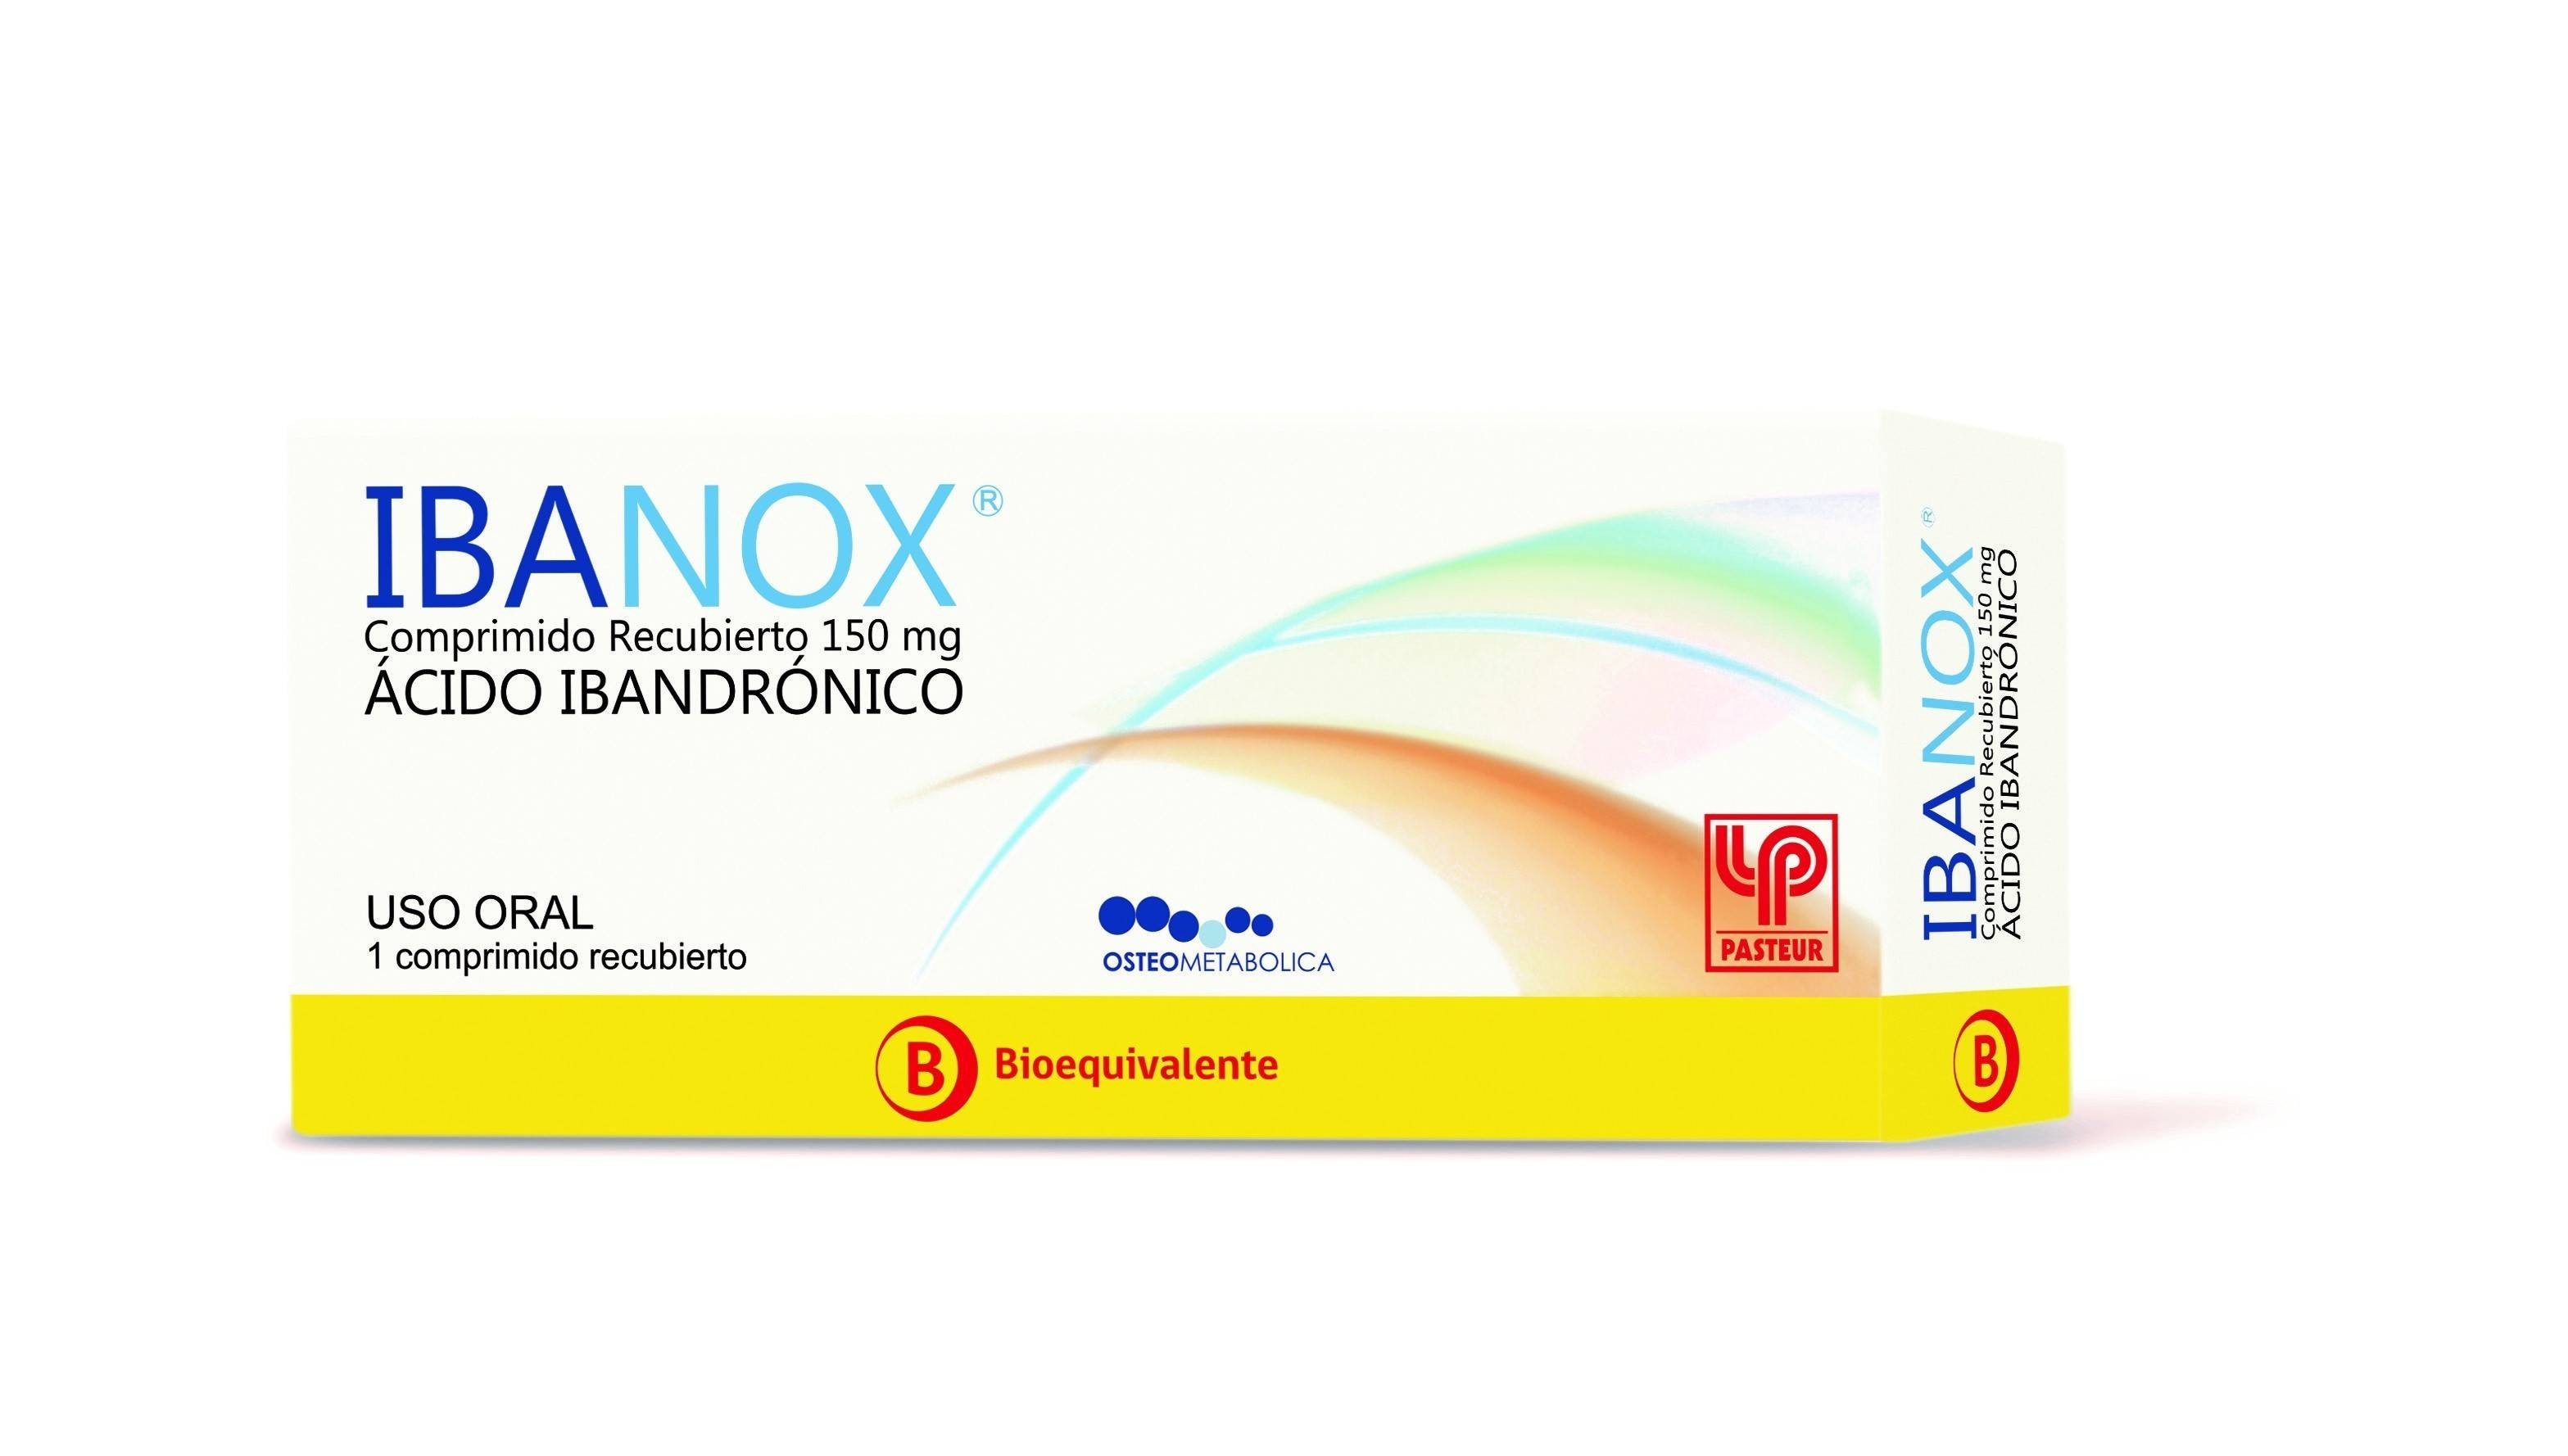 IBANOX®
Comprimido Recubierto 150 mg
ÁCIDO IBANDRÓNICO
USO ORAL
1 comprimido recubierto
OSTEOMETABOLICA
LP
PASTEUR
B Bioequivalente
IBANOX®
Comprimido Recubierto 150 mg
ÁCIDO IBANDRÓNICO
B